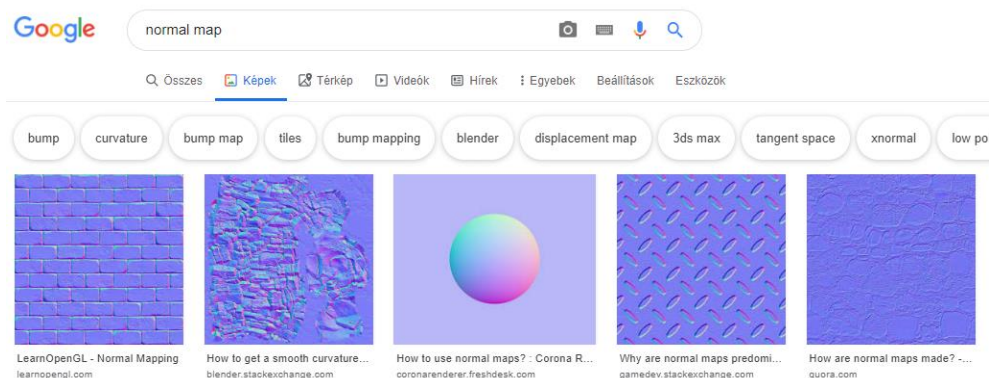 Google
normal map
Összes Képek Térkép Videók Hírek Egyebek Beállítások Eszközök
bump curvature bump map tiles bump mapping blender displacement map 3ds max tangent space xnormal low po
LearnOpenGL - Normal Mapping How to get a smooth curvature... How to use normal maps? : Corona R... Why are normal maps predomi... How are normal maps made? -...
learnopengl.com blender.stackexchange.com coronarenderer.freshdesk.com gamedev.stackexchange.com quora.com